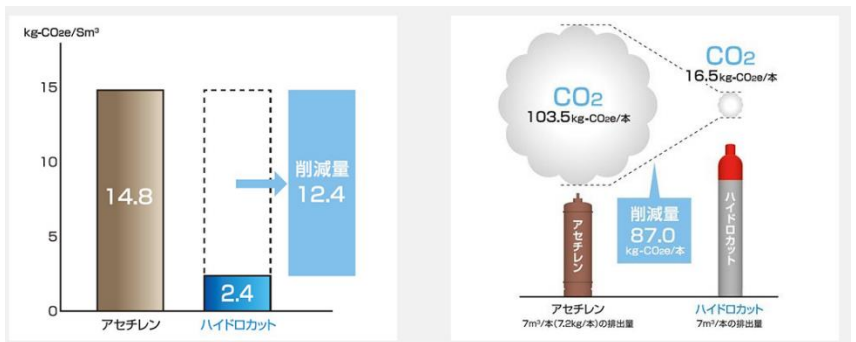 kg-CO2e/Sm³
15
10
5
0
14.8
2.4
削減量
12.4
アセチレン
ハイドロカット
CO2
103.5kg-CO2e/本
CO2
16.5kg-CO2e/本
削減量
87.0
kg-CO2e/本
アセチレン
ハイドロカット
アセチレン
7m³/本(7.2kg/本)の排出量
ハイドロカット
7m³/本の排出量